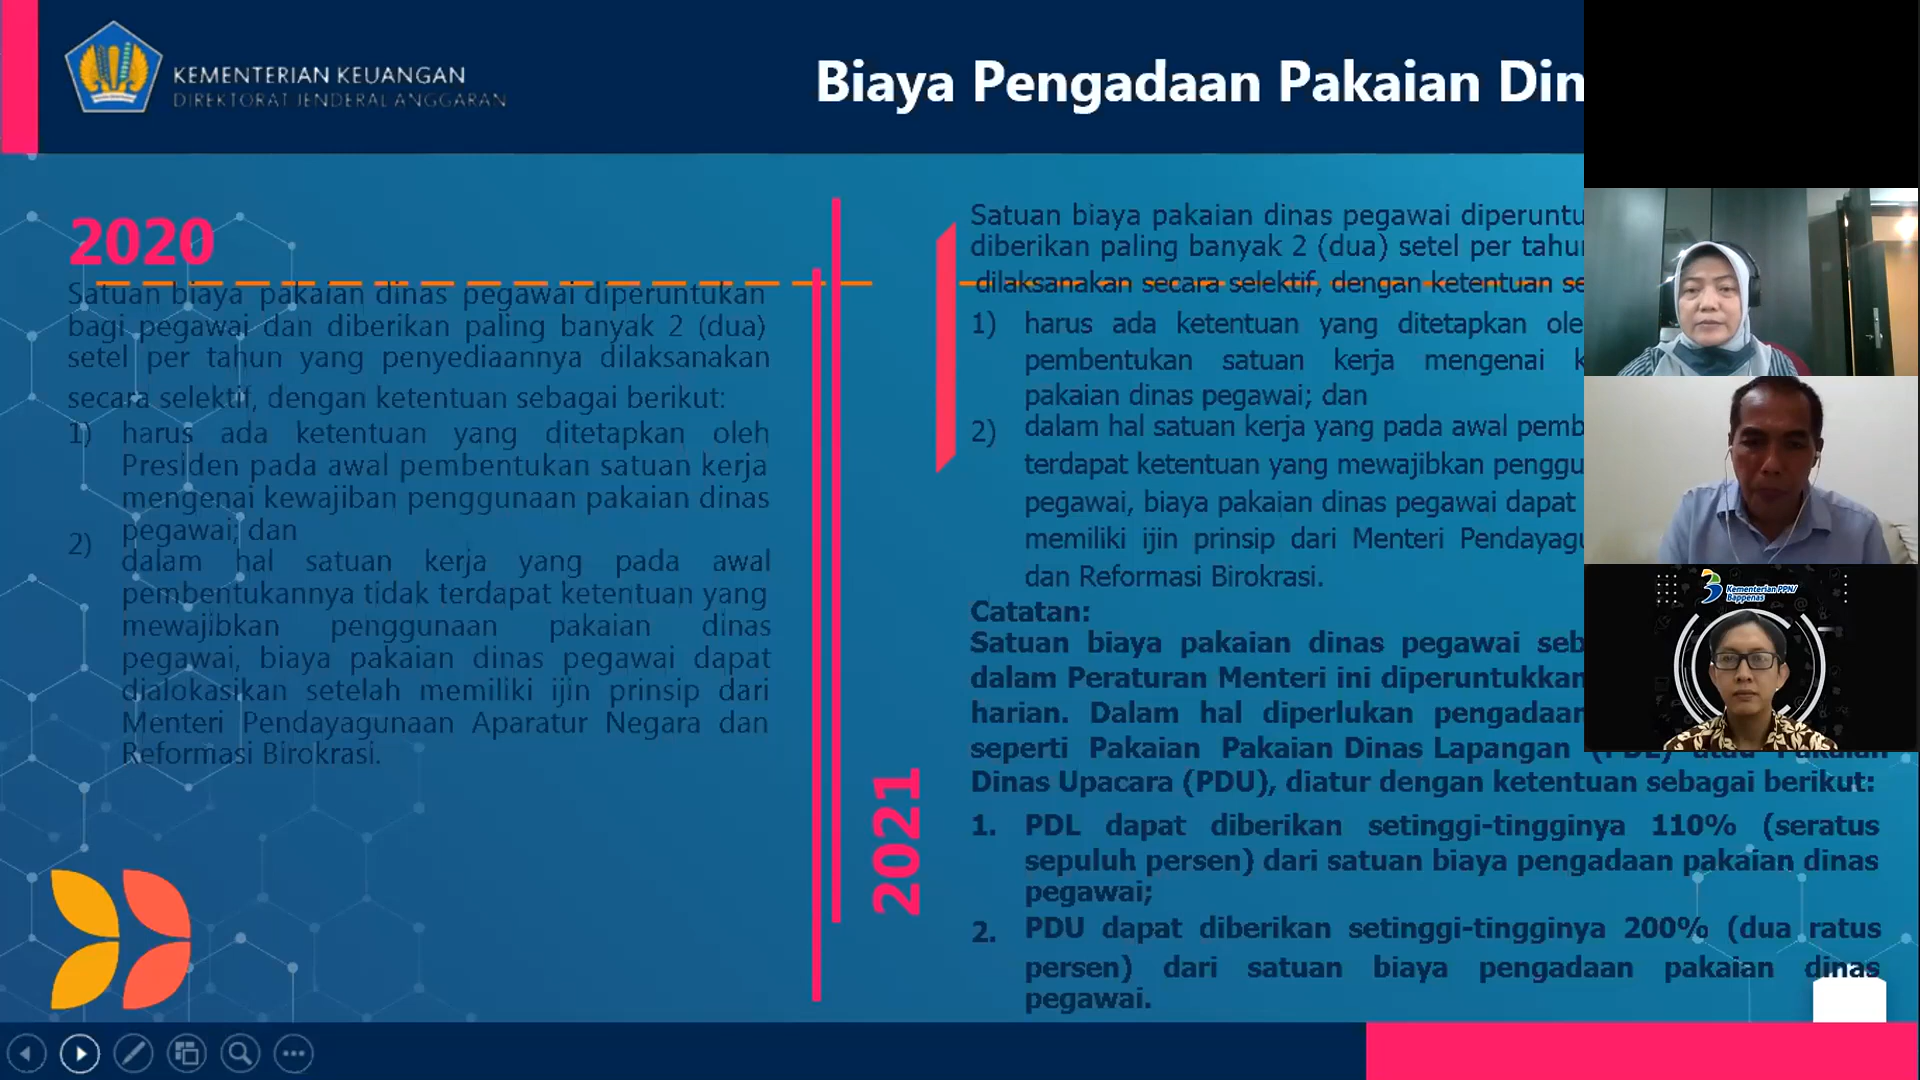 KEMENTERIAN KEUANGAN
DIREKTORAT JENDERAL ANGGARAN
Biaya Pengadaan Pakaian Din
2020
Satuan biaya pakaian dinas pegawai diperuntukan
bagi pegawai dan diberikan paling banyak 2 (dua)
setel per tahun yang penyediaannya dilaksanakan
secara selektif, dengan ketentuan sebagai berikut:
1) harus ada ketentuan yang ditetapkan oleh
Presiden pada awal pembentukan satuan kerja
mengenai kewajiban penggunaan pakaian dinas
pegawai; dan
2) dalam hal satuan kerja yang pada awal
pembentukannya tidak terdapat ketentuan yang
mewajibkan penggunaan pakaian dinas
pegawai, biaya pakaian dinas pegawai dapat
dialokasikan setelah memiliki ijin prinsip dari
Menteri Pendayagunaan Aparatur Negara dan
Reformasi Birokrasi.
2021
Satuan biaya pakaian dinas pegawai diperuntu
diberikan paling banyak 2 (dua) setel per tahu
dilaksanakan secara selektif, dengan ketentuan se
1) harus ada ketentuan yang ditetapkan ole
pembentukan satuan kerja mengenai k
pakaian dinas pegawai; dan
2) dalam hal satuan kerja yang pada awal pemb
terdapat ketentuan yang mewajibkan penggu
pegawai, biaya pakaian dinas pegawai dapat
memiliki ijin prinsip dari Menteri Pendayagu
dan Reformasi Birokrasi.
Catatan:
Satuan biaya pakaian dinas pegawai seb
dalam Peraturan Menteri ini diperuntukkan
harian. Dalam hal diperlukan pengadaan
seperti Pakaian Pakaian Dinas Lapangan (PDL) atau Pakaian
Dinas Upacara (PDU), diatur dengan ketentuan sebagai berikut:
1. PDL dapat diberikan setinggi-tingginya 110% (seratus
sepuluh persen) dari satuan biaya pengadaan pakaian dinas
pegawai;
2. PDU dapat diberikan setinggi-tingginya 200% (dua ratus
persen) dari satuan biaya pengadaan pakaian dinas
pegawai.
Kementerian PPN/
Bappenas